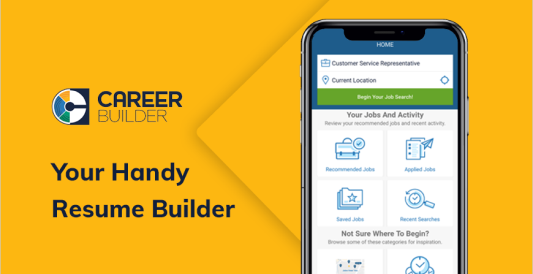 CAREER
BUILDER
Your Handy
Resume Builder
HOME
Customer Service Representative
Current Location
Begin Your Job Search!
Your Jobs And Activity
Review your recommended jobs and recent activity.
Recommended Jobs
Applied Jobs
Saved Jobs
Recent Searches
Not Sure Where To Begin?
Browse some of these categories for inspiration.